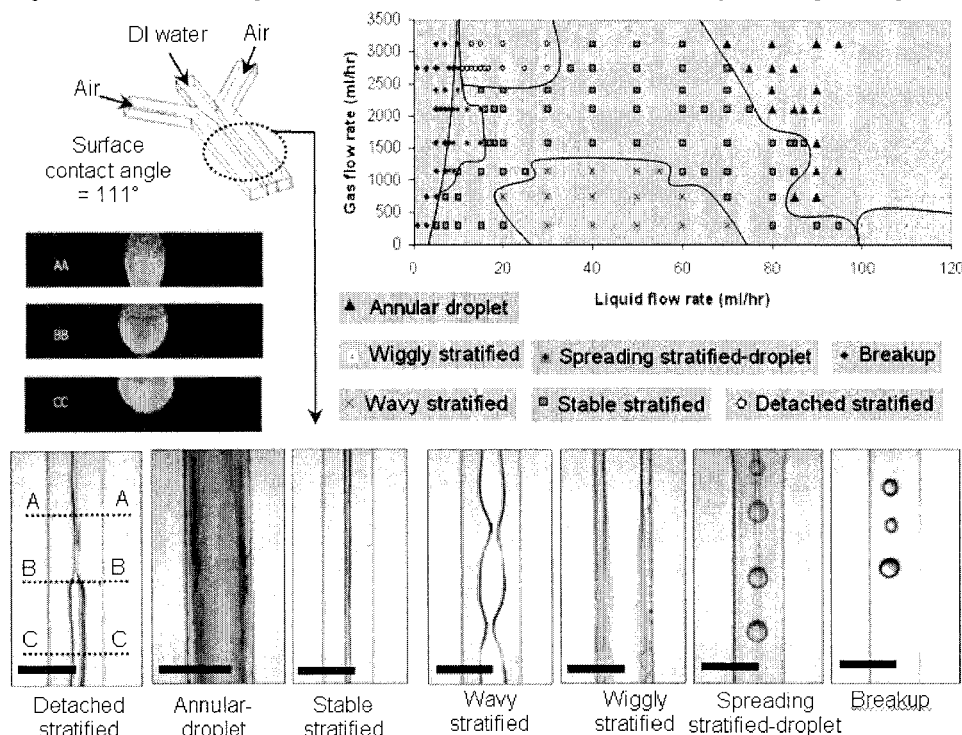 DI water
Air
Air
Surface
contact angle
= 111°
AA
BB
CC
Gas flow rate (ml/hr)
3500
3000
2500
2000
1500
1000
500
0
0
20
40
60
80
100
120
Liquid flow rate (ml/hr)
Annular droplet
Wiggly stratified
Spreading stratified-droplet
Breakup
Wavy stratified
Stable stratified
Detached stratified
A
A
B
B
C
C
Detached
stratified
Annular-
droplet
Stable
stratified
Wavy
stratified
Wiggly
stratified
Spreading
stratified-droplet
Breakup